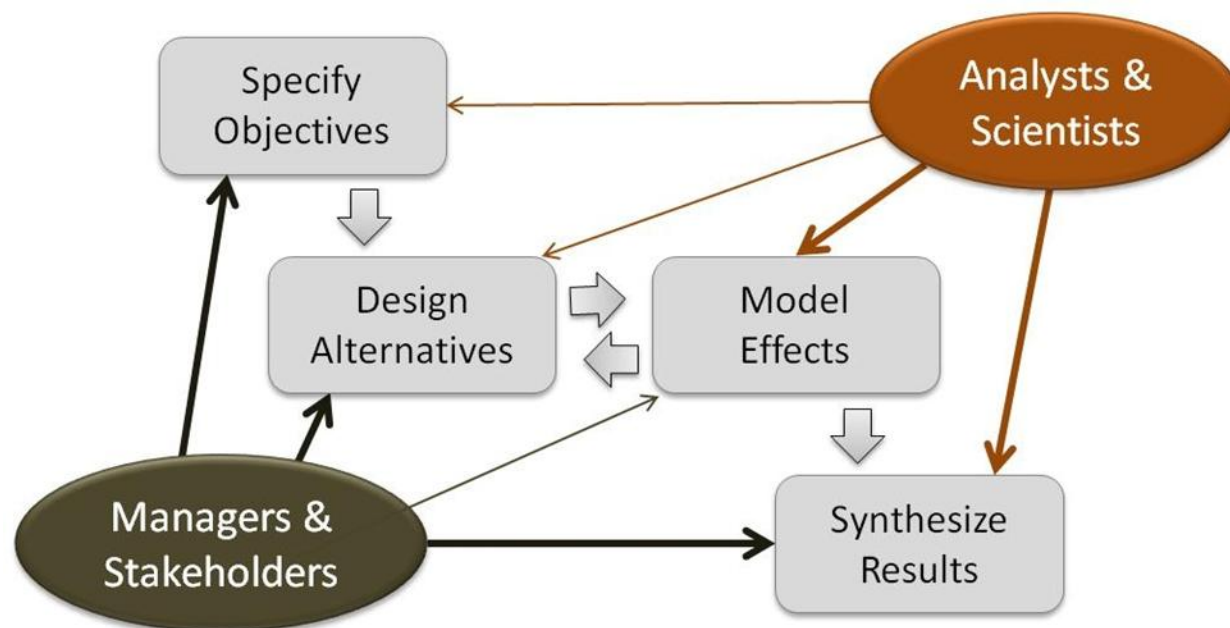 Specify
Objectives
Analysts &
Scientists
Design
Alternatives
Model
Effects
Managers &
Stakeholders
Synthesize
Results